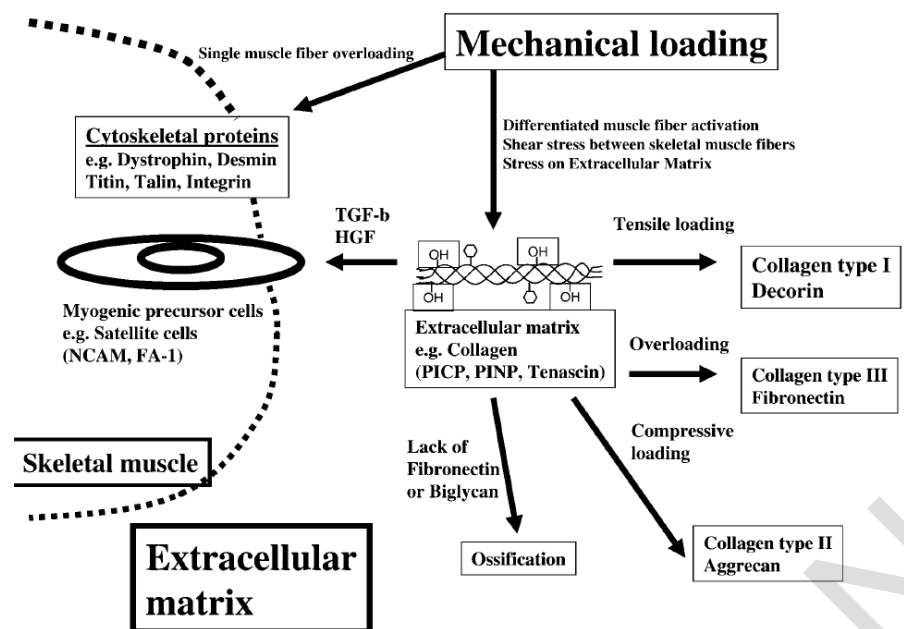 Mechanical loading
Single muscle fiber overloading
Cytoskeletal proteins
e.g. Dystrophin, Desmin
Titin, Talin, Integrin
Differentiated muscle fiber activation
Shear stress between skeletal muscle fibers
Stress on Extracellular Matrix
TGF-b
HGF
Tensile loading
OH
OH
OH
OH
Collagen type I
Decorin
Myogenic precursor cells
e.g. Satellite cells
(NCAM, FA-1)
Extracellular matrix
e.g. Collagen
(PICP, PINP, Tenascin)
Overloading
Collagen type III
Fibronectin
Compressive
loading
Lack of
Fibronectin
or Biglycan
Skeletal muscle
Ossification
Collagen type II
Aggrecan
Extracellular
matrix